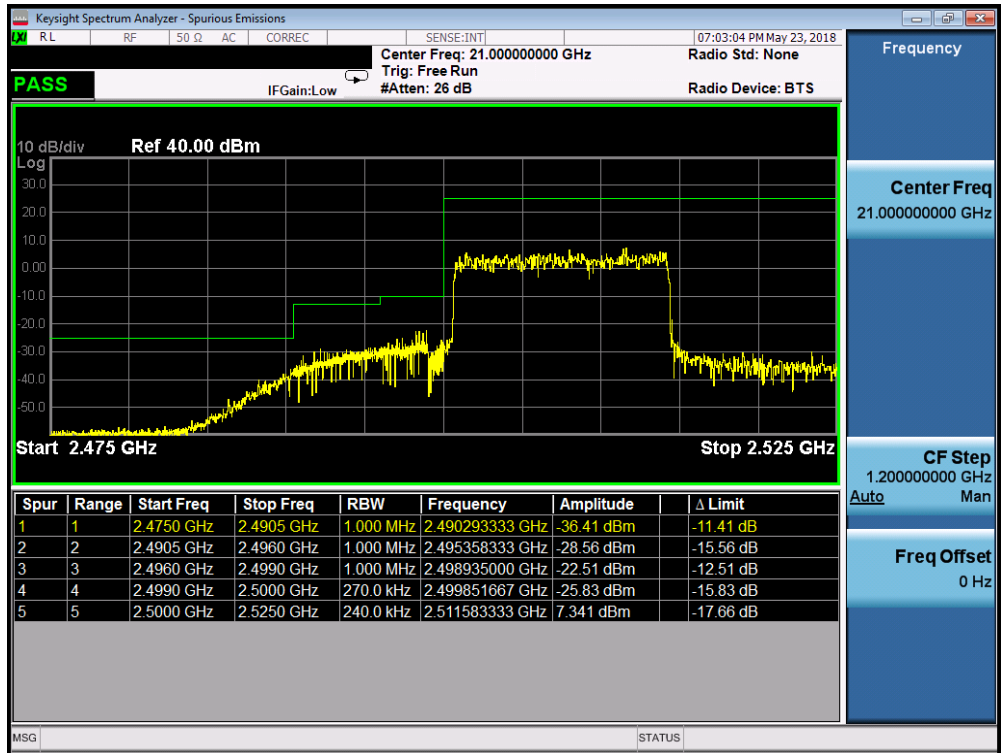 Keysight Spectrum Analyzer - Spurious Emissions
LXI RL RF 50 Ω AC CORREC SENSE:INT 07:03:04 PM May 23, 2018
Center Freq: 21.000000000 GHz Radio Std: None
Trig: Free Run
PASS IFGain:Low #Atten: 26 dB Radio Device: BTS
10 dB/div Ref 40.00 dBm
Log
30.0
20.0
10.0
0.00
-10.0
-20.0
-30.0
-40.0
-50.0
Start 2.475 GHz Stop 2.525 GHz
Spur Range Start Freq Stop Freq RBW Frequency Amplitude Δ Limit
1 1 2.4750 GHz 2.4905 GHz 1.000 MHz 2.490293333 GHz -36.41 dBm -11.41 dB
2 2 2.4905 GHz 2.4960 GHz 1.000 MHz 2.495358333 GHz -28.56 dBm -15.56 dB
3 3 2.4960 GHz 2.4990 GHz 1.000 MHz 2.498935000 GHz -22.51 dBm -12.51 dB
4 4 2.4990 GHz 2.5000 GHz 270.0 kHz 2.499851667 GHz -25.83 dBm -15.83 dB
5 5 2.5000 GHz 2.5250 GHz 240.0 kHz 2.511583333 GHz 7.341 dBm -17.66 dB
MSG STATUS
Frequency
Center Freq
21.000000000 GHz
CF Step
1.200000000 GHz
Auto Man
Freq Offset
0 Hz